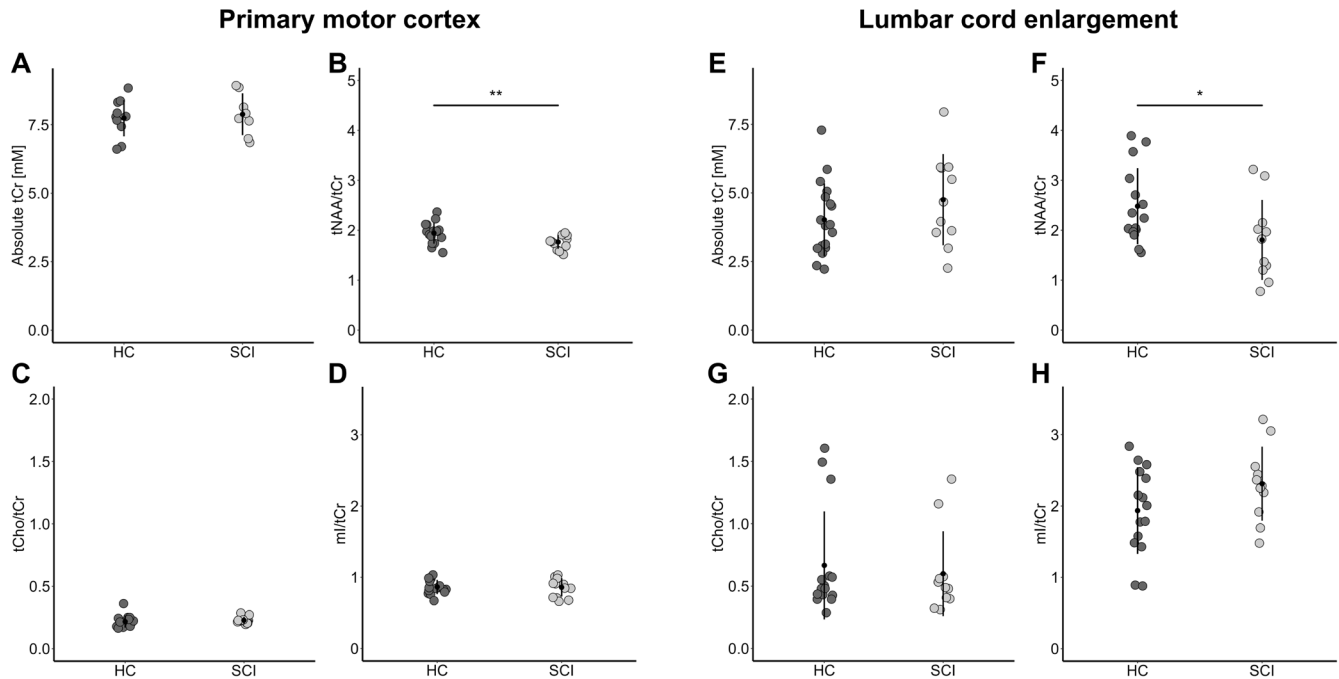 Primary motor cortex
Lumbar cord enlargement
A
Absolute tCr [mM]
7.5
5.0
2.5
0.0
HC SCI
B
tNAA/tCr
5
4
3
2
1
0
**
HC SCI
E
Absolute tCr [mM]
7.5
5.0
2.5
0.0
HC SCI
F
tNAA/tCr
5
4
3
2
1
0
*
HC SCI
C
tCho/tCr
2.0
1.5
1.0
0.5
0.0
HC SCI
D
mI/tCr
3
2
1
0
HC SCI
G
tCho/tCr
2.0
1.5
1.0
0.5
0.0
HC SCI
H
mI/tCr
3
2
1
0
HC SCI